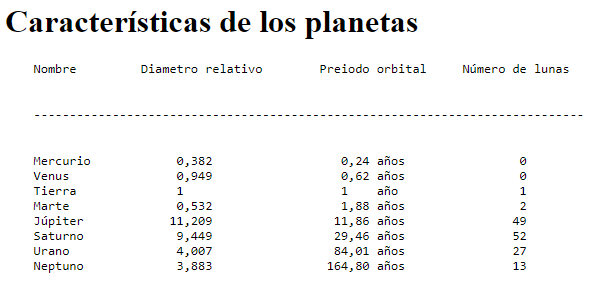 Características de los planetas
Nombre Diametro relativo Preiodo orbital Número de lunas
---------------------------------------------------------------------------
Mercurio 0,382 0,24 años 0
Venus 0,949 0,62 años 0
Tierra 1 1 año 1
Marte 0,532 1,88 años 2
Júpiter 11,209 11,86 años 49
Saturno 9,449 29,46 años 52
Urano 4,007 84,01 años 27
Neptuno 3,883 164,80 años 13